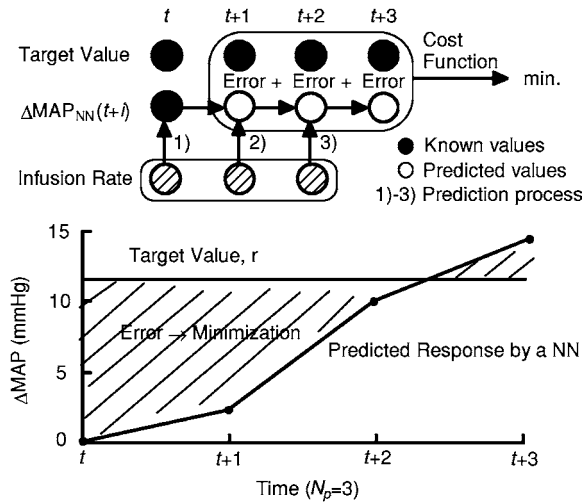 t t+1 t+2 t+3
Target Value
Cost
Function
Error + Error + Error
min.
ΔMAPNN(t+i)
1) 2) 3)
Known values
Infusion Rate
Predicted values
1)-3) Prediction process
15
Target Value, r
10
Error → Minimization
Predicted Response by a NN
ΔMAP (mmHg)
5
0
t t+1 t+2 t+3
Time (Np=3)